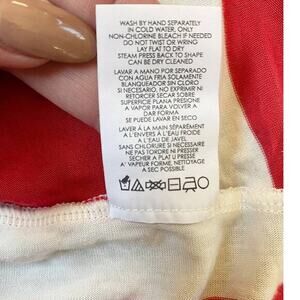 WASH BY HAND SEPARATELY
IN COLD WATER, ONLY
NON-CHLORINE BLEACH IF NEEDED
DO NOT TWIST OR WRING
LAY FLAT TO DRY
STEAM PRESS BACK TO SHAPE
CAN BE DRY CLEANED
LAVAR A MANO POR SEPARADO
CON AGUA FRIA SOLAMENTE
BLANQUEADOR SIN CLORO
SI NECESARIO, NO EXPRIMIR NI
RETORCER SECAR SOBRE
SUPERFICIE PLANA PRESIONE
A VAPOR PARA VOLVER A
DAR FORMA
SE PUEDE LAVAR EN SECO
LAVER À LA MAIN SÉPARÉMENT
A L'ENVERS À L'EAU FROIDE
A L'EAU DE JAVEL
SANS CHLORURE SI NÉCESSAIRE
NE PAS TORDRE NI PRESSER
SECHER A PLAT U PRESSE
A' VAPEUR FORME, NETTOYAGE
A SEC POSSIBLE